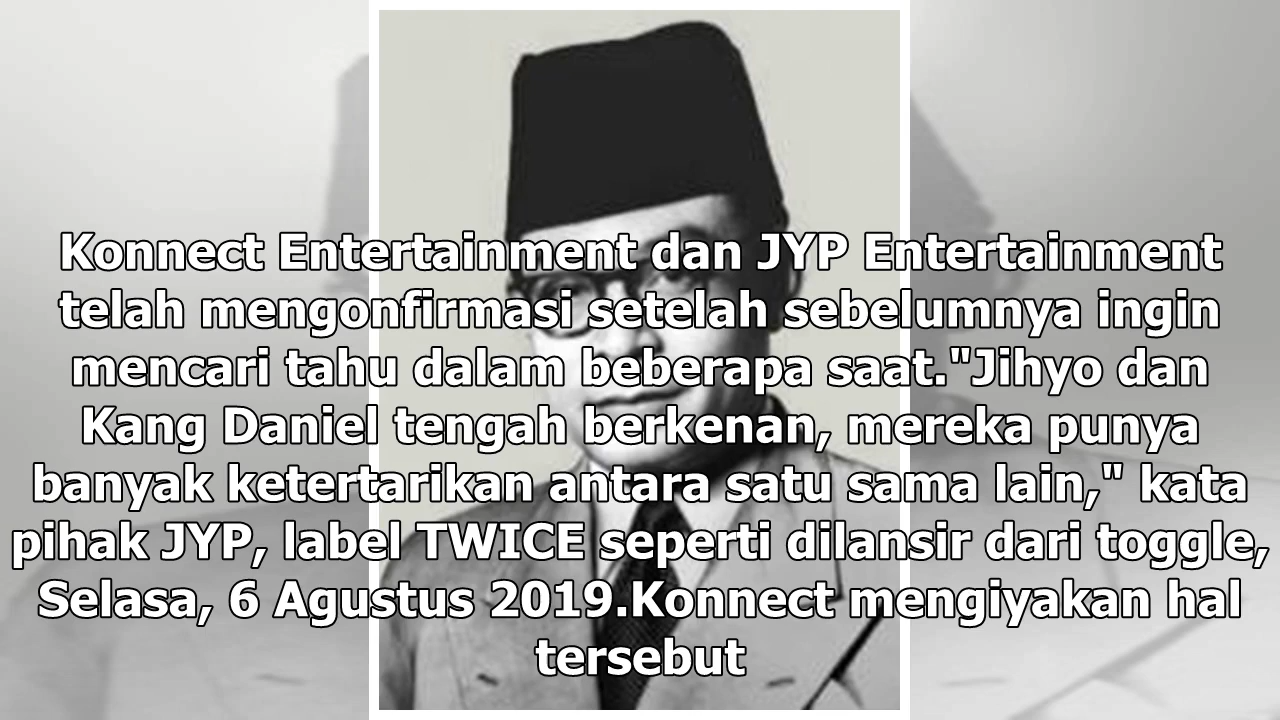 Konnect Entertainment dan JYP Entertainment
telah mengonfirmasi setelah sebelumnya ingin
mencari tahu dalam beberapa saat."Jihyo dan
Kang Daniel tengah berkenan, mereka punya
banyak ketertarikan antara satu sama lain," kata
pihak JYP, label TWICE seperti dilansir dari toggle,
Selasa, 6 Agustus 2019.Konnect mengiyakan hal
tersebut